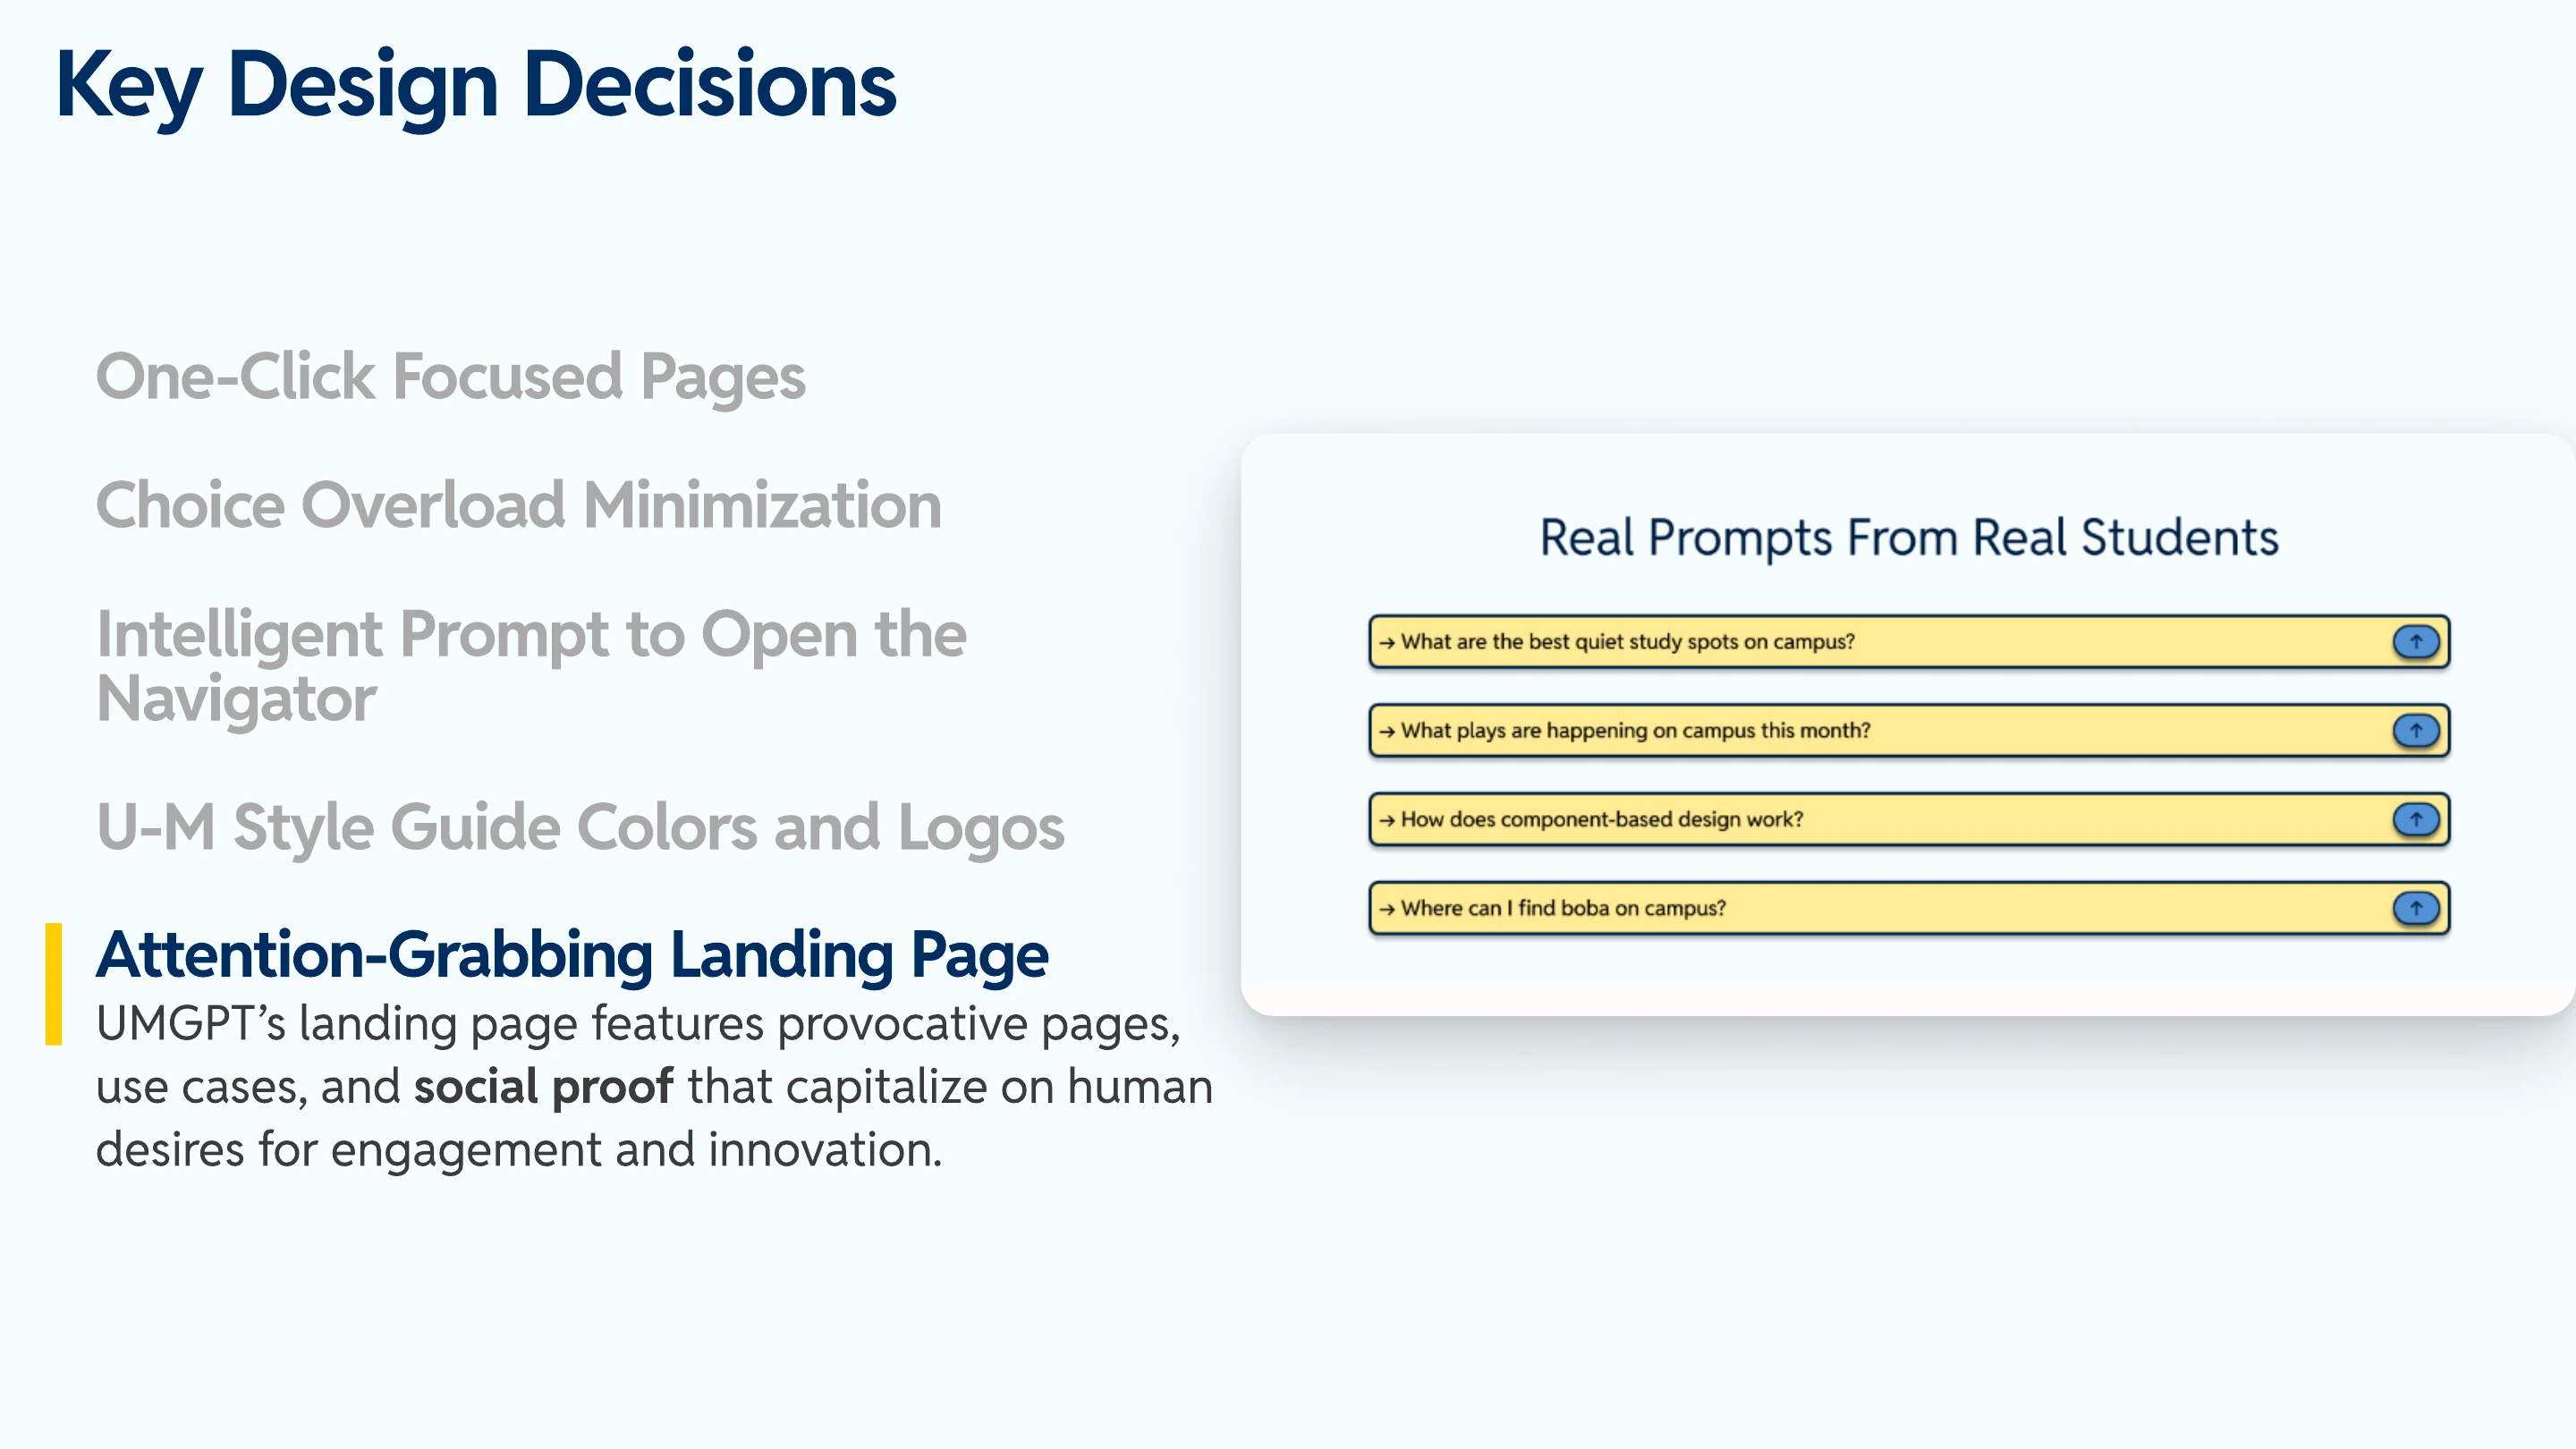 Key Design Decisions
One-Click Focused Pages
Choice Overload Minimization
Intelligent Prompt to Open the
Navigator
U-M Style Guide Colors and Logos
Attention-Grabbing Landing Page
UMGPT’s landing page features provocative pages,
use cases, and social proof that capitalize on human
desires for engagement and innovation.
Real Prompts From Real Students
→ What are the best quiet study spots on campus? ↑
→ What plays are happening on campus this month? ↑
→ How does component-based design work? ↑
→ Where can I find boba on campus? ↑